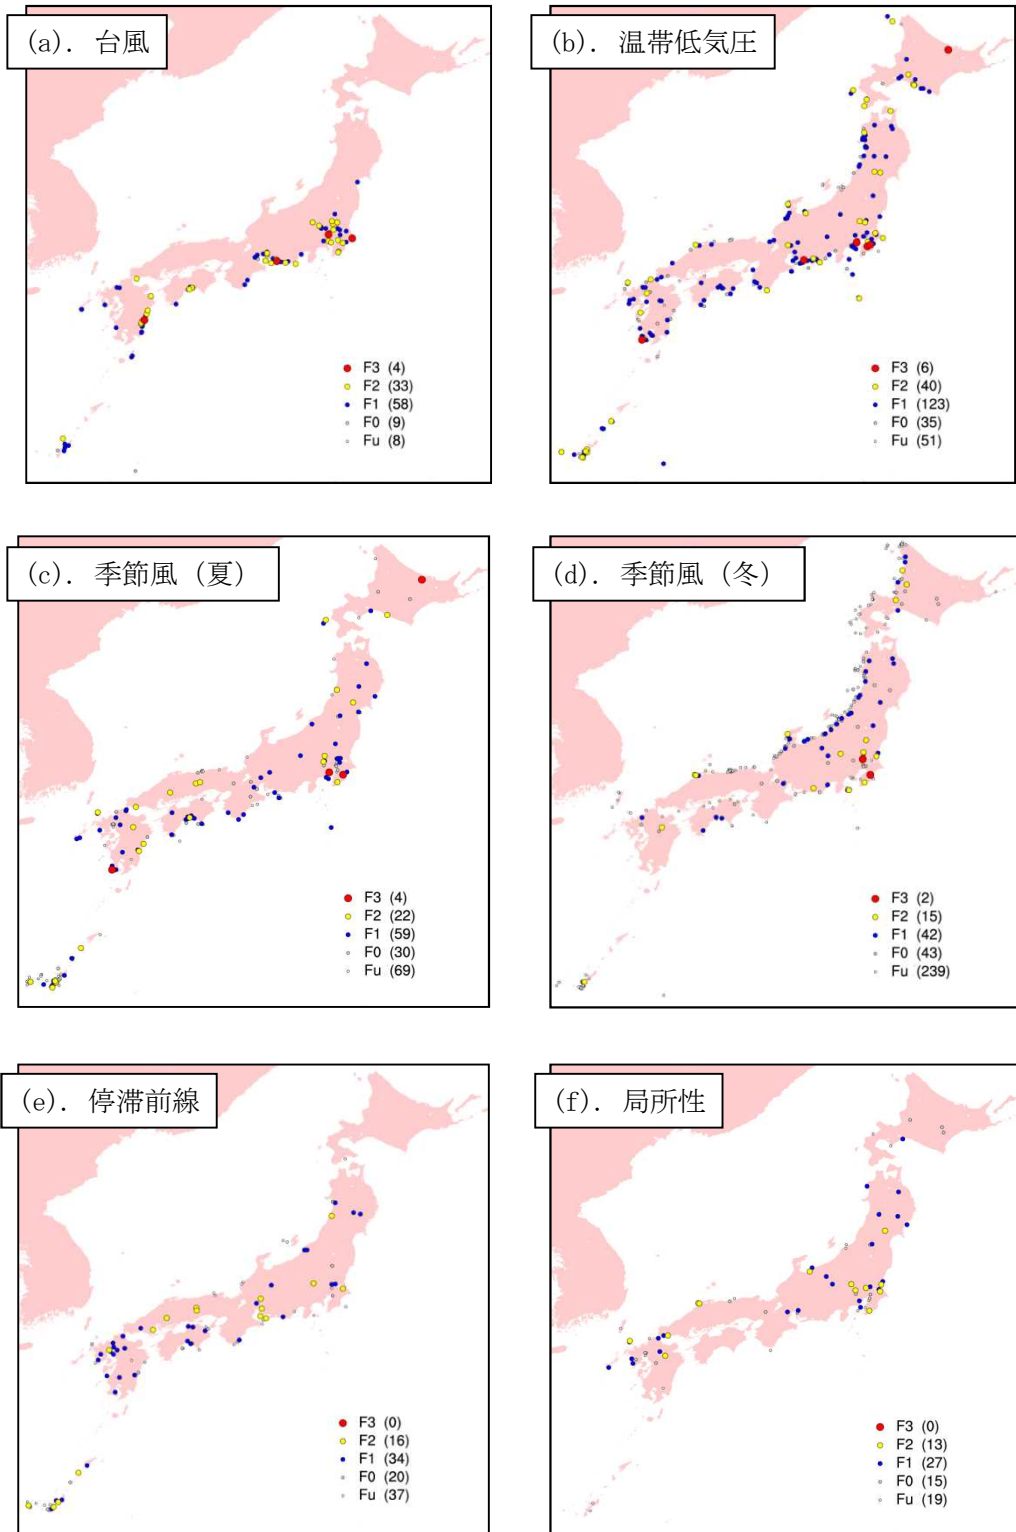 (a). 台風
F3 (4)
F2 (33)
F1 (58)
F0 (9)
Fu (8)
(b). 温帯低気圧
F3 (6)
F2 (40)
F1 (123)
F0 (35)
Fu (51)
(c). 季節風（夏）
F3 (4)
F2 (22)
F1 (59)
F0 (30)
Fu (69)
(d). 季節風（冬）
F3 (2)
F2 (15)
F1 (42)
F0 (43)
Fu (239)
(e). 停滞前線
F3 (0)
F2 (16)
F1 (34)
F0 (20)
Fu (37)
(f). 局所性
F3 (0)
F2 (13)
F1 (27)
F0 (15)
Fu (19)